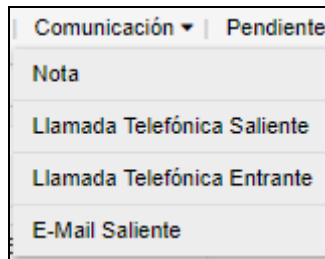 Comunicación ▾ | Pendiente
Nota
Llamada Telefónica Saliente
Llamada Telefónica Entrante
E-Mail Saliente